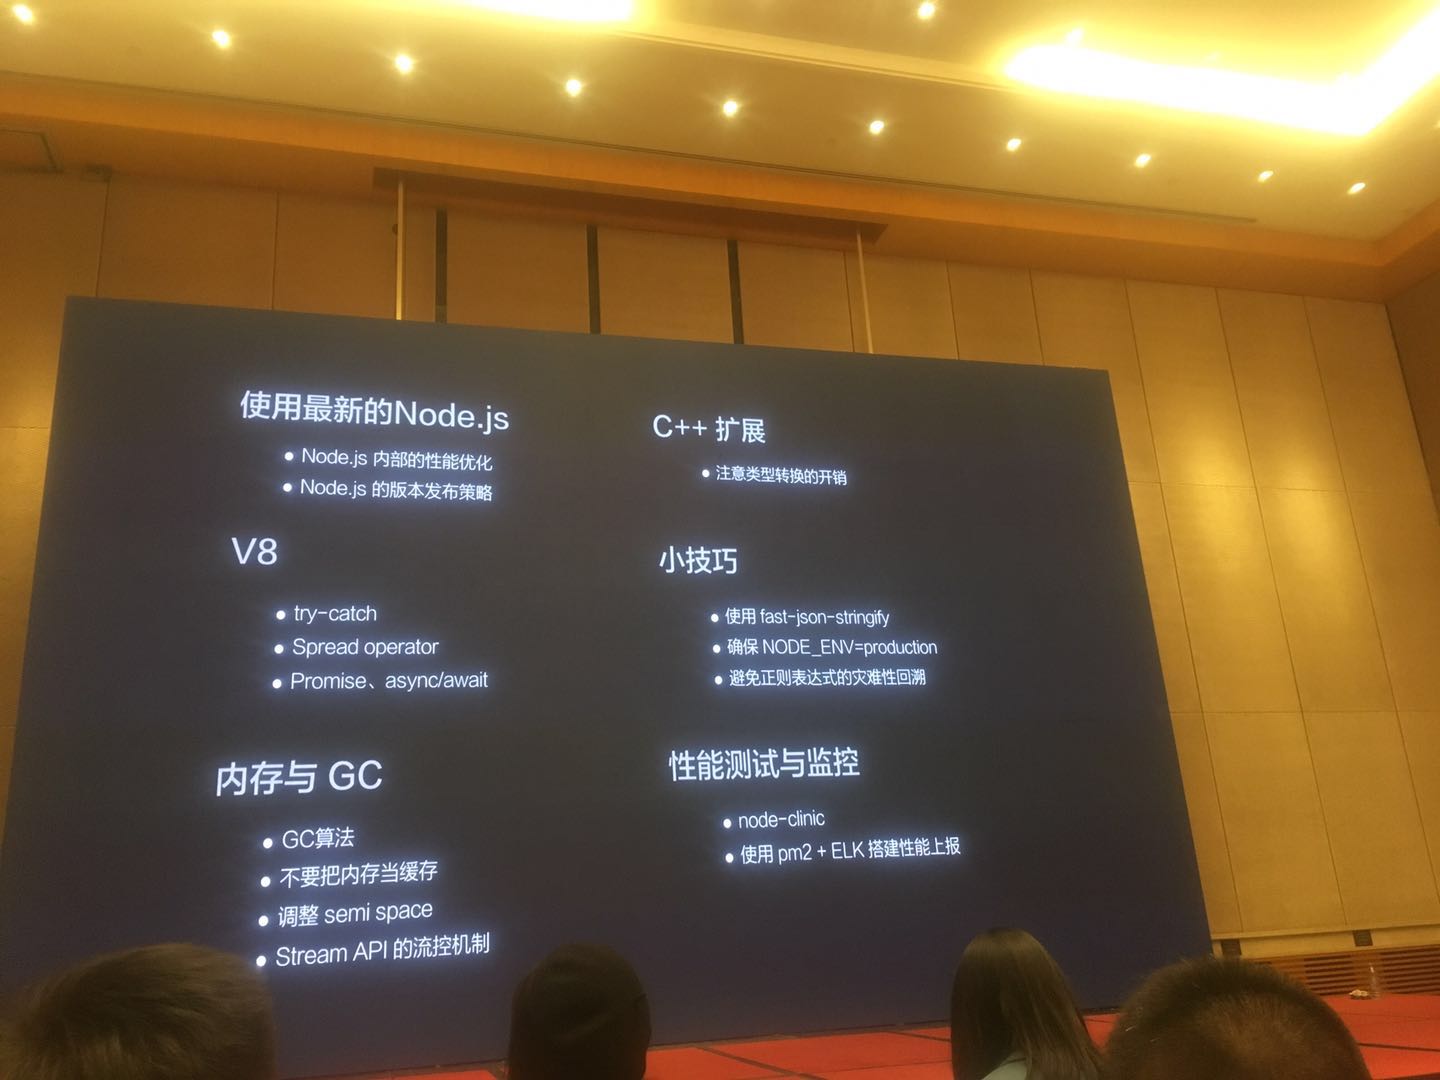 使用最新的Node.js
• Node.js 内部的性能优化
• Node.js 的版本发布策略
V8
• try-catch
• Spread operator
• Promise、async/await
内存与 GC
• GC算法
• 不要把内存当缓存
• 调整 semi space
• Stream API 的流控机制
C++ 扩展
• 注意类型转换的开销
小技巧
• 使用 fast-json-stringify
• 确保 NODE_ENV=production
• 避免正则表达式的灾难性回溯
性能测试与监控
• node-clinic
• 使用 pm2 + ELK 搭建性能上报